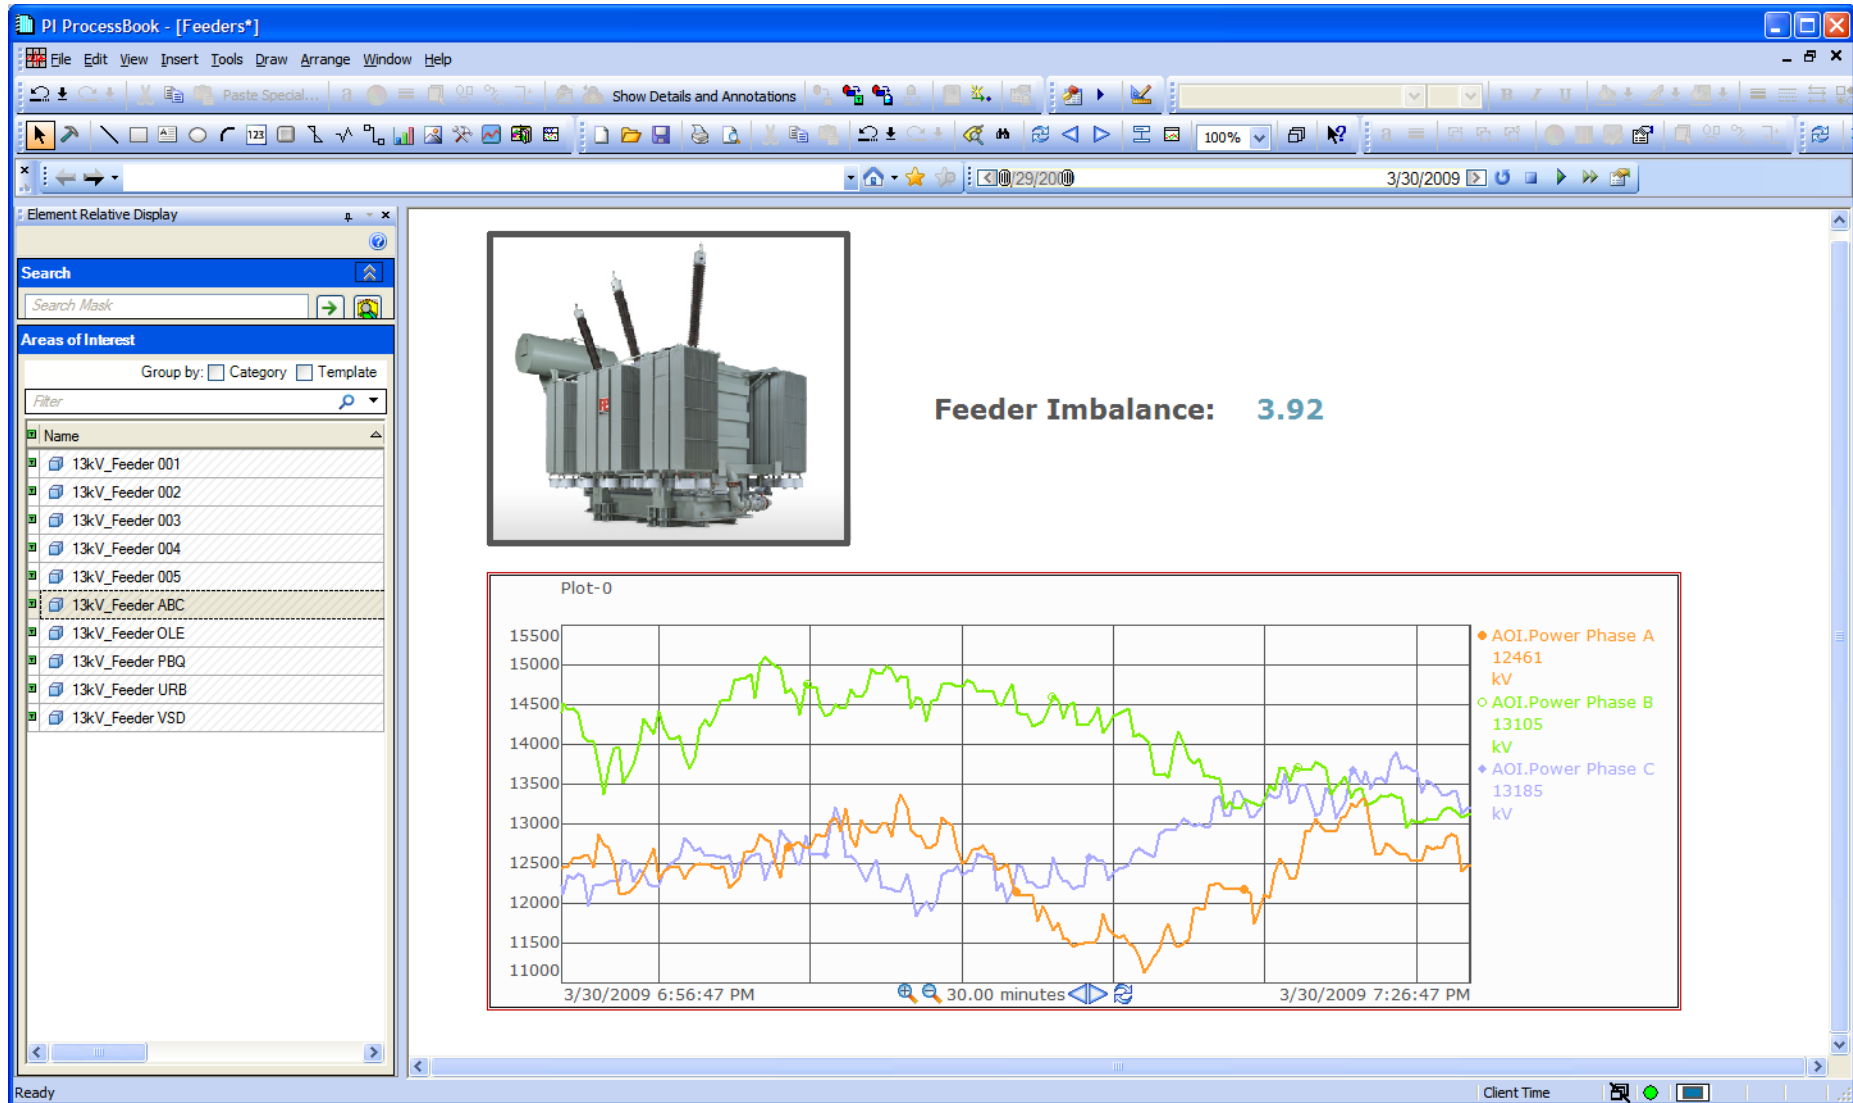 PI ProcessBook - [Feeders*]
File Edit View Insert Tools Draw Arrange Window Help
Paste Special... Show Details and Annotations B I U
123 100%
3/30/2009
Element Relative Display
Search
Search Mask
Areas of Interest
Group by: Category Template
Filter
Name
13kV_Feeder 001
13kV_Feeder 002
13kV_Feeder 003
13kV_Feeder 004
13kV_Feeder 005
13kV_Feeder ABC
13kV_Feeder OLE
13kV_Feeder PBQ
13kV_Feeder URB
13kV_Feeder VSD
Feeder Imbalance: 3.92
Plot-0
15500
15000
14500
14000
13500
13000
12500
12000
11500
11000
AOI.Power Phase A
12461
kV
AOI.Power Phase B
13105
kV
AOI.Power Phase C
13185
kV
3/30/2009 6:56:47 PM 30.00 minutes 3/30/2009 7:26:47 PM
Ready Client Time